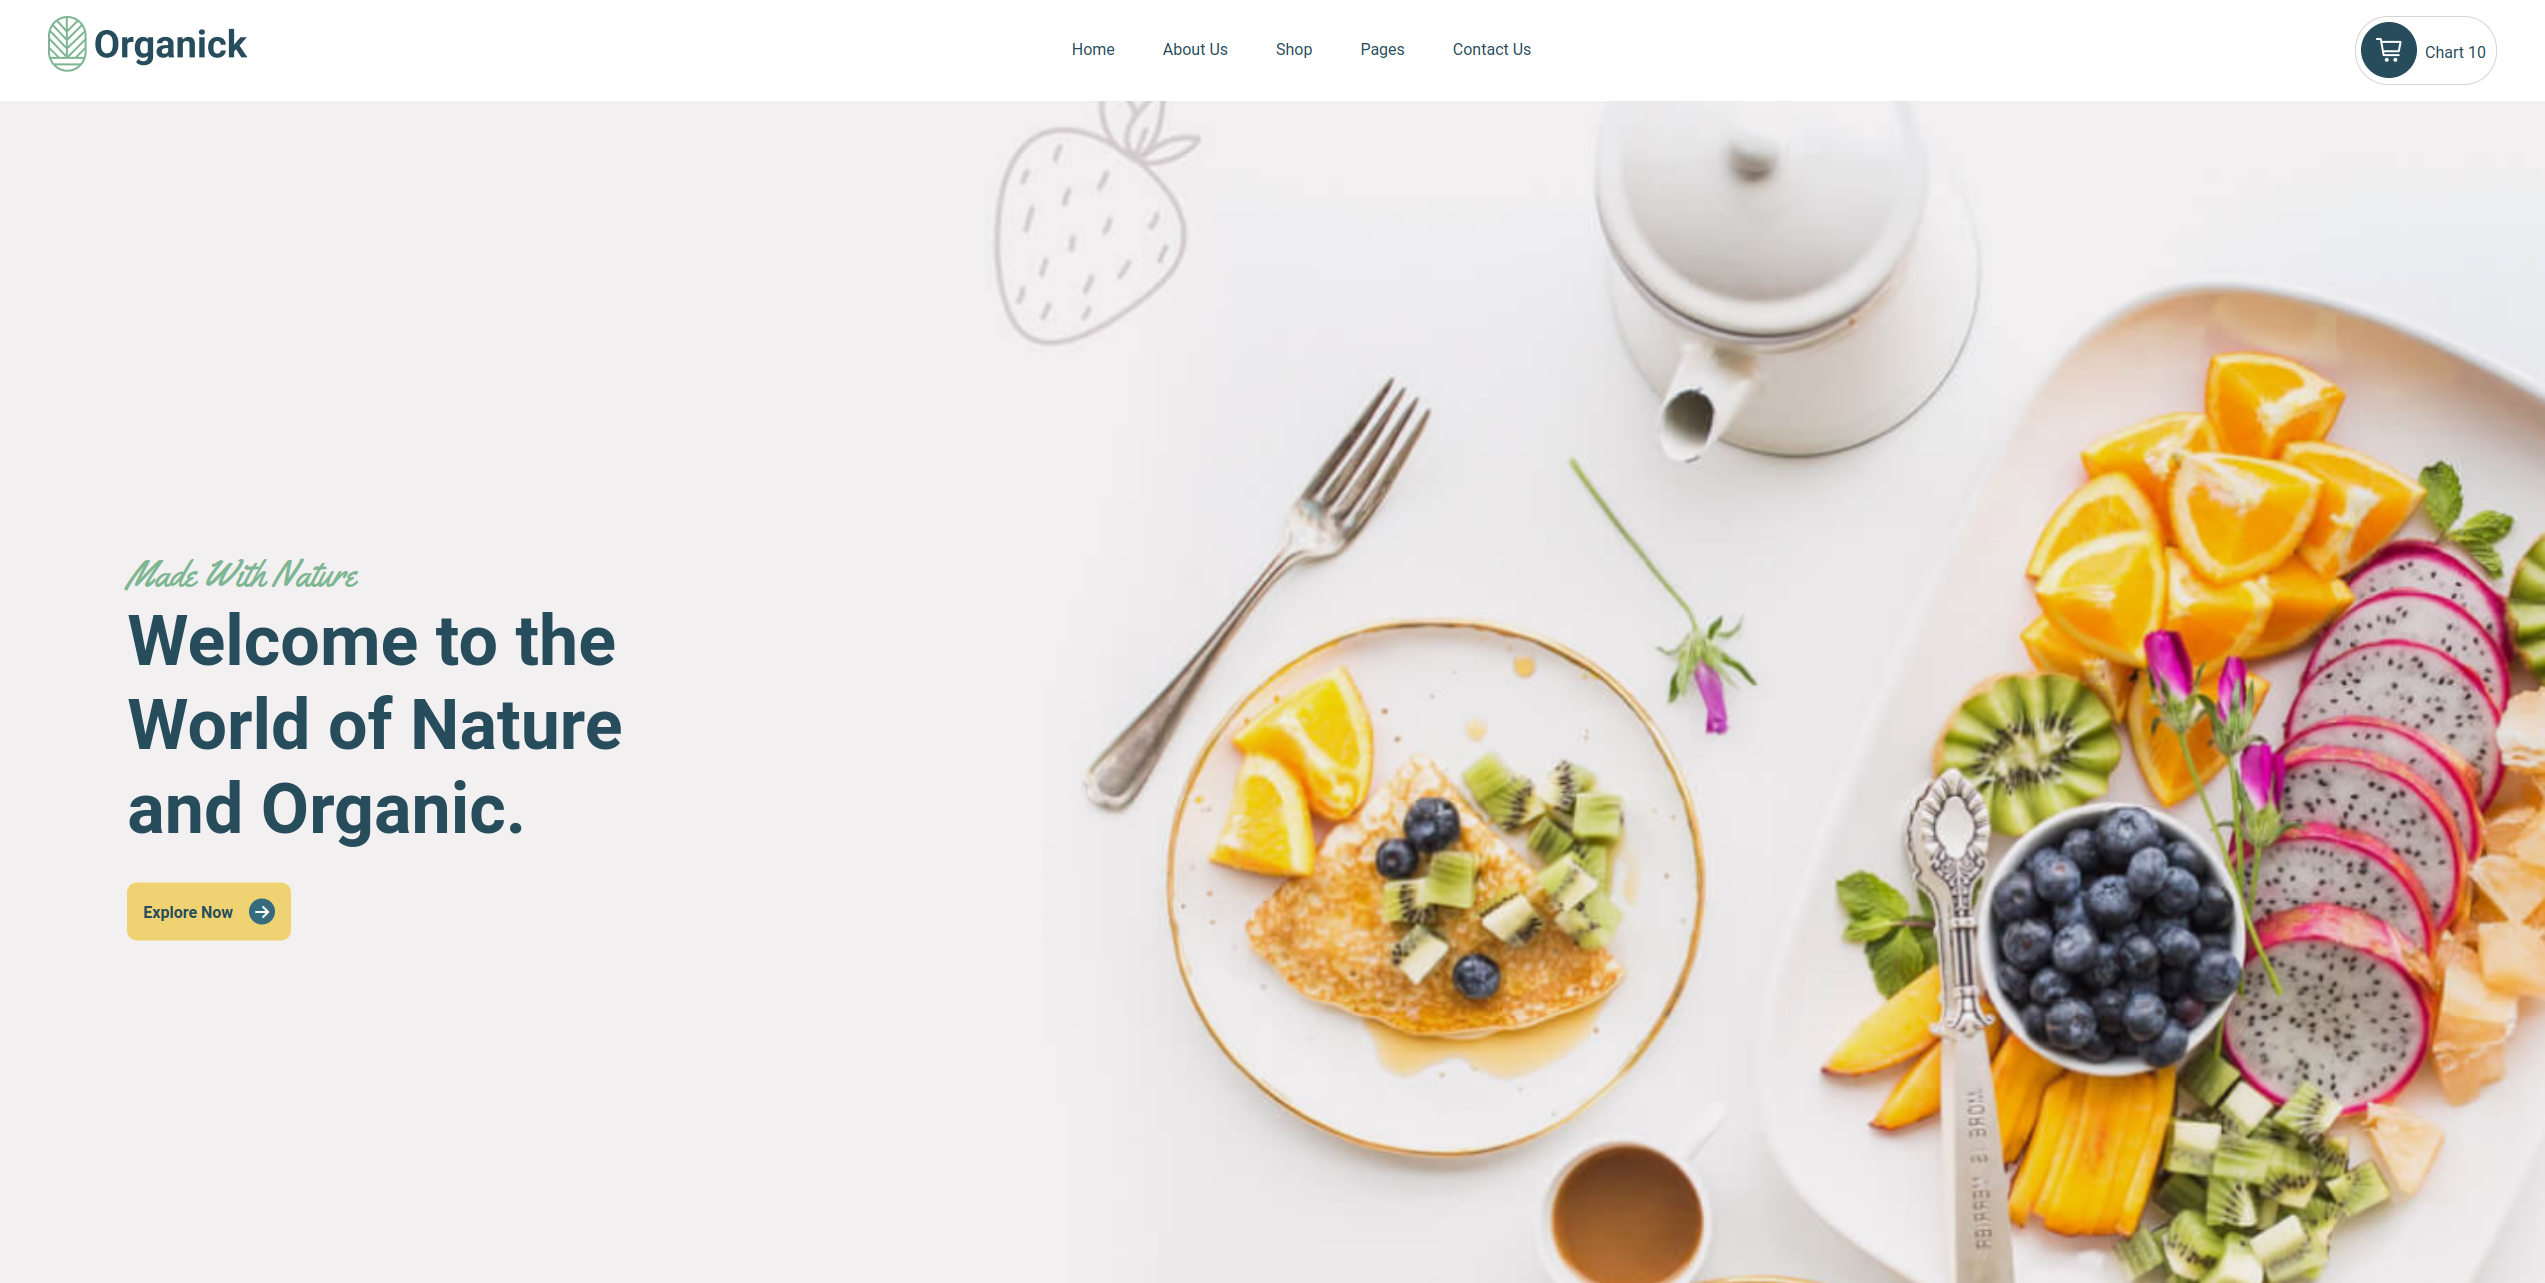 Organick
Home
About Us
Shop
Pages
Contact Us
Chart 10
Made With Nature
Welcome to the
World of Nature
and Organic.
Explore Now